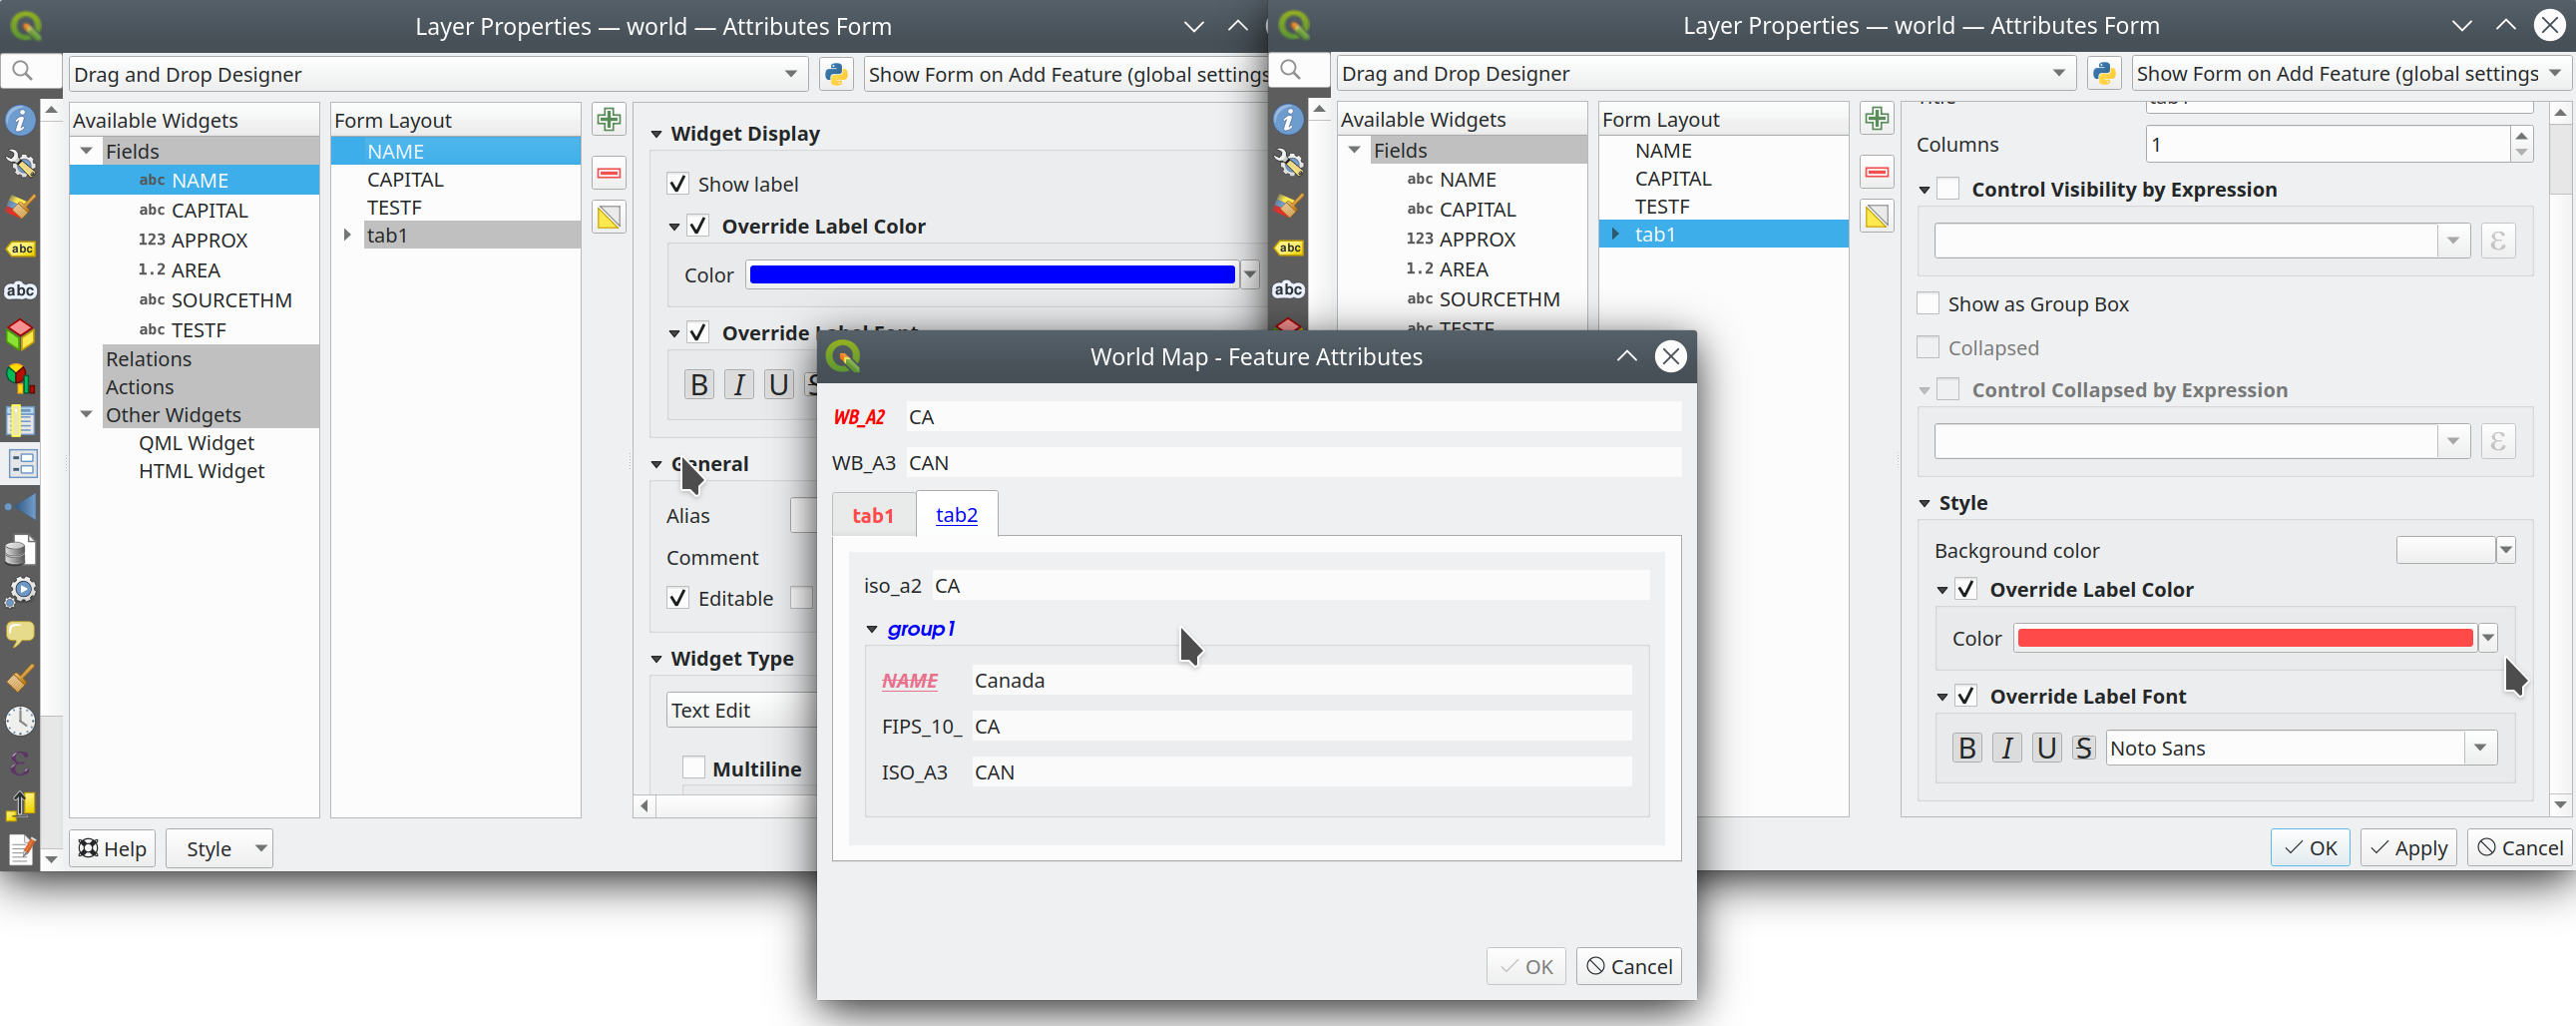 Layer Properties — world — Attributes Form
Drag and Drop Designer
Show Form on Add Feature (global settings
Available Widgets
Fields
abc NAME
abc CAPITAL
123 APPROX
1.2 AREA
abc SOURCETHM
abc TESTF
Relations
Actions
Other Widgets
QML Widget
HTML Widget
Form Layout
NAME
CAPITAL
TESTF
tab1
Widget Display
Show label
Override Label Color
Color
Override Label Font
B I U S
General
Alias
Comment
Editable
Widget Type
Text Edit
Multiline
abc
abc
Help
Style
Layer Properties — world — Attributes Form
Drag and Drop Designer
Show Form on Add Feature (global settings
Available Widgets
Fields
abc NAME
abc CAPITAL
123 APPROX
1.2 AREA
abc SOURCETHM
abc TESTF
abc
abc
Form Layout
NAME
CAPITAL
TESTF
tab1
Columns
1
Control Visibility by Expression
ε
Show as Group Box
Collapsed
Control Collapsed by Expression
ε
Style
Background color
Override Label Color
Color
Override Label Font
B I U S Noto Sans
OK
Apply
Cancel
World Map - Feature Attributes
WB_A2 CA
WB_A3 CAN
tab1 tab2
iso_a2 CA
group1
NAME Canada
FIPS_10_ CA
ISO_A3 CAN
OK
Cancel